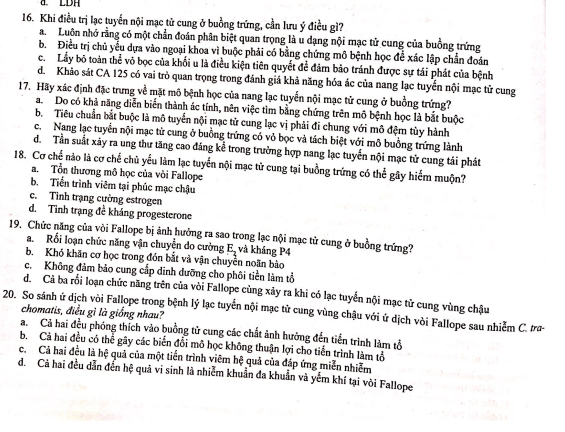 d. LDH
16. Khi điều trị lạc tuyến nội mạc tử cung ở buồng trứng, cần lưu ý điều gì?
a. Luôn nhớ rằng có một chẩn đoán phân biệt quan trọng là u dạng nội mạc tử cung của buồng trứng
b. Điều trị chủ yếu dựa vào ngoại khoa vì buộc phải có bằng chứng mô bệnh học để xác lập chẩn đoán
c. Lấy bỏ toàn thể vỏ bọc của khối u là điều kiện tiên quyết để đảm bảo tránh được sự tái phát của bệnh
d. Khảo sát CA 125 có vai trò quan trọng trong đánh giá khả năng hóa ác của nang lạc tuyến nội mạc tử cung
17. Hãy xác định đặc trưng về mặt mô bệnh học của nang lạc tuyến nội mạc tử cung ở buồng trứng?
a. Do có khả năng diễn biến thành ác tính, nên việc tìm bằng chứng trên mô bệnh học là bắt buộc
b. Tiêu chuẩn bắt buộc là mô tuyến nội mạc tử cung lạc vị phải đi chung với mô đệm tùy hành
c. Nang lạc tuyến nội mạc tử cung ở buồng trứng có vỏ bọc và tách biệt với mô buồng trứng lành
d. Tần suất xảy ra ung thư tăng cao đáng kể trong trường hợp nang lạc tuyến nội mạc tử cung tái phát
18. Cơ chế nào là cơ chế chủ yếu làm lạc tuyến nội mạc tử cung tại buồng trứng có thể gây hiếm muộn?
a. Tổn thương mô học của vòi Fallope
b. Tiến trình viêm tại phúc mạc chậu
c. Tình trạng cường estrogen
d. Tình trạng đề kháng progesterone
19. Chức năng của vòi Fallope bị ảnh hưởng ra sao trong lạc nội mạc tử cung ở buồng trứng?
a. Rối loạn chức năng vận chuyển do cường E2 và kháng P4
b. Khó khăn cơ học trong đón bắt và vận chuyển noãn bào
c. Không đảm bảo cung cấp dinh dưỡng cho phôi tiền làm tổ
d. Cả ba rối loạn chức năng trên của vòi Fallope cùng xảy ra khi có lạc tuyến nội mạc tử cung vùng chậu
20. So sánh ứ dịch vòi Fallope trong bệnh lý lạc tuyến nội mạc tử cung vùng chậu với ứ dịch vòi Fallope sau nhiễm C. tra-
chomatis, điều gì là giống nhau?
a. Cả hai đều phóng thích vào buồng tử cung các chất ảnh hưởng đến tiến trình làm tổ
b. Cả hai đều có thể gây các biến đổi mô học không thuận lợi cho tiến trình làm tổ
c. Cả hai đều là hệ quả của một tiến trình viêm hệ quả của đáp ứng miễn nhiễm
d. Cả hai đều dẫn đến hệ quả vi sinh là nhiễm khuẩn đa khuẩn và yếm khí tại vòi Fallope